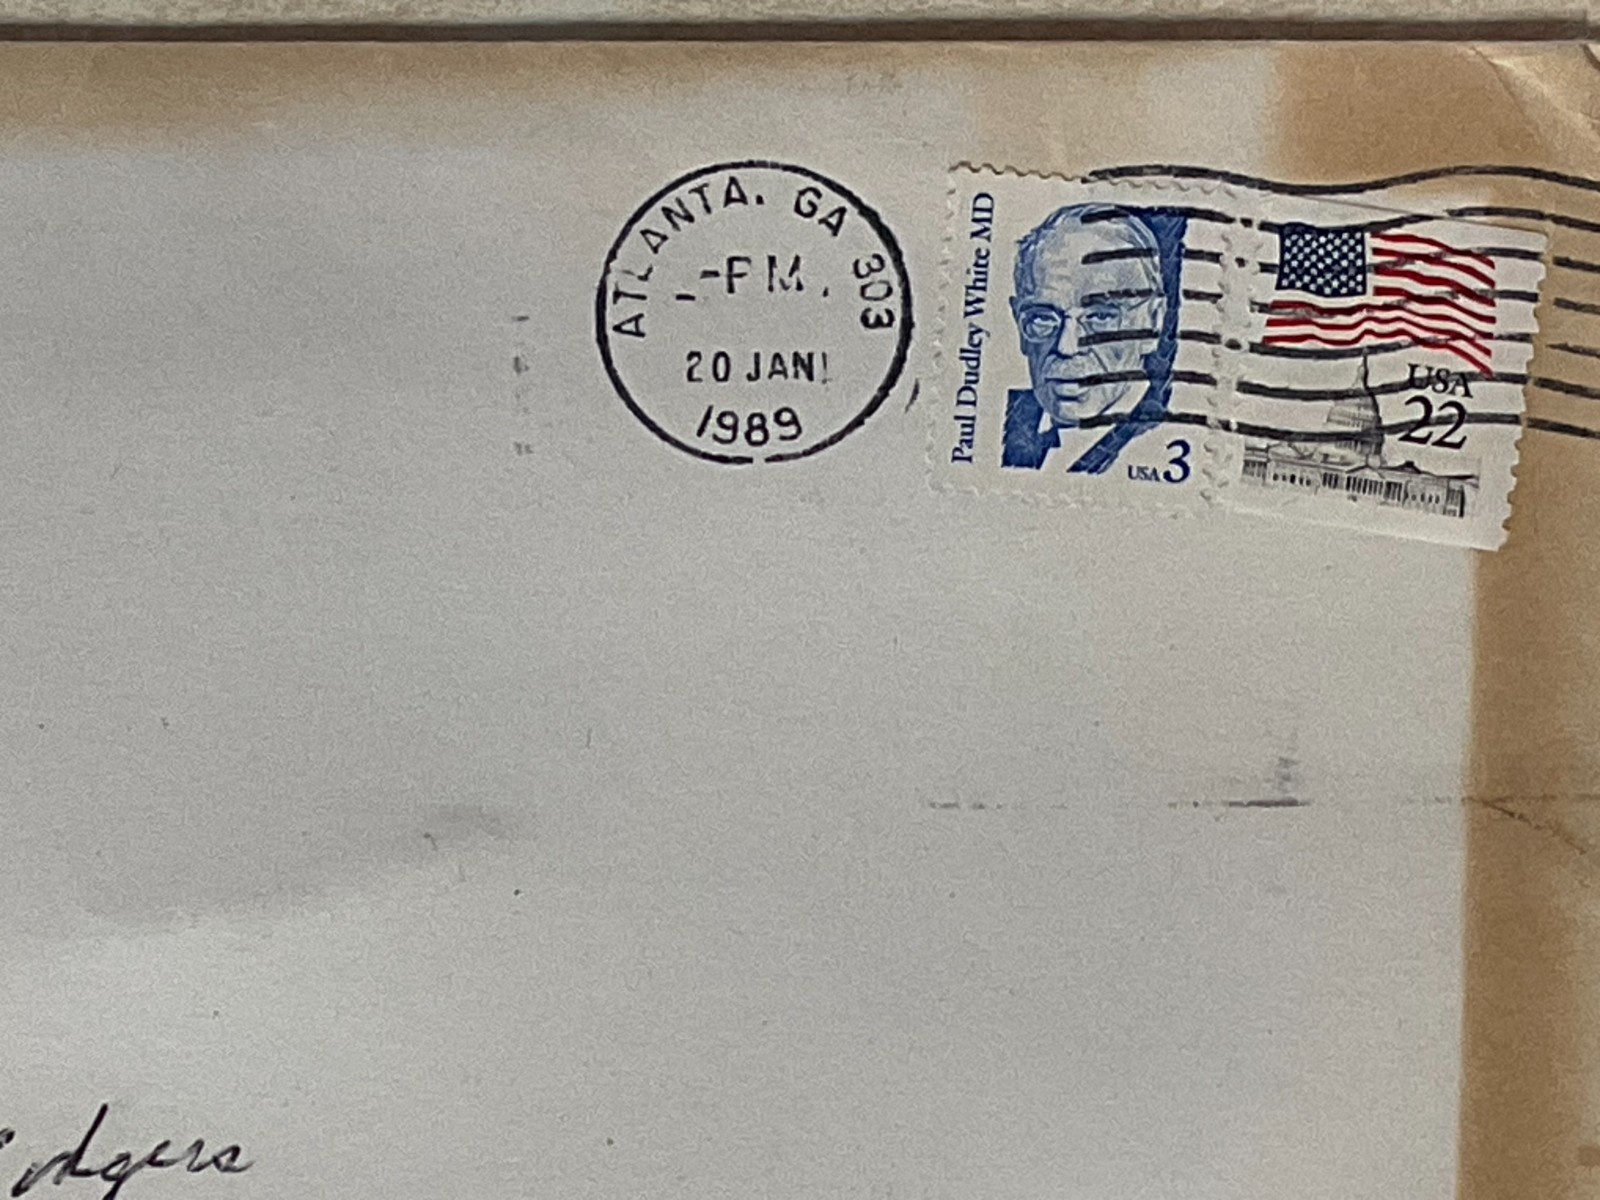 ATLANTA, GA 303
PM
20 JAN
1989
Paul Dudley White MD
USA 3
USA
22